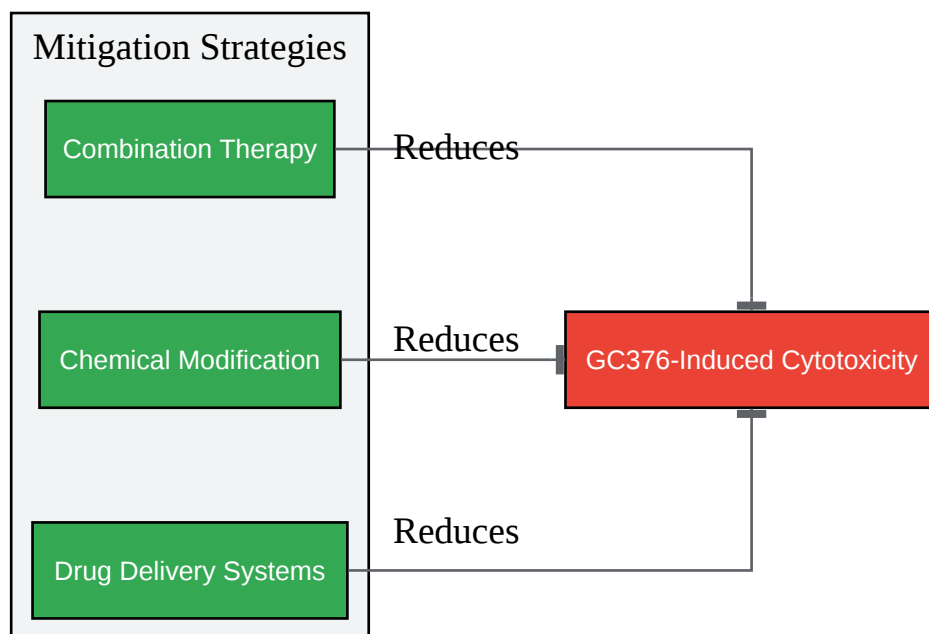 Mitigation Strategies
Combination Therapy
Reduces
Chemical Modification
Reduces
GC376-Induced Cytotoxicity
Drug Delivery Systems
Reduces